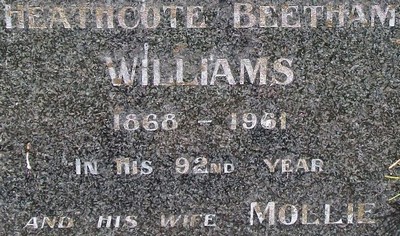 HEATHCOTE BEETHAM
WILLIAMS
1868 - 1961
IN HIS 92ND YEAR
AND HIS WIFE MOLLIE